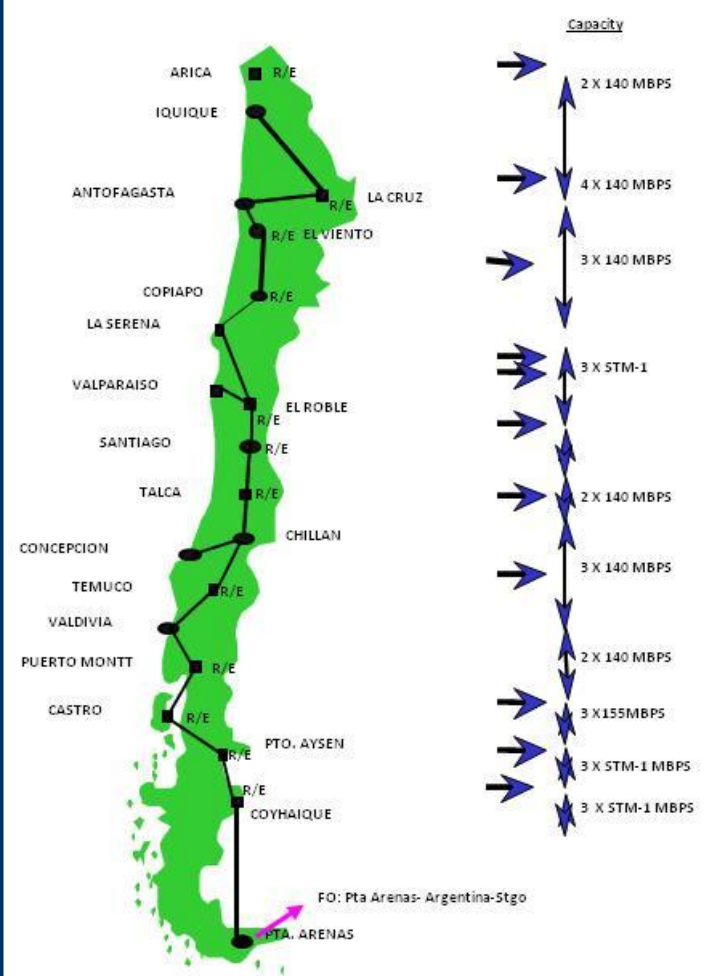 Capacity
ARICA R/E
2 X 140 MBPS
IQUIQUE
ANTOFAGASTA
4 X 140 MBPS
R/E LA CRUZ
R/E EL VIENTO
3 X 140 MBPS
COPIAPO R/E
LA SERENA
3 X STM-1
VALPARAISO
EL ROBLE
R/E
SANTIAGO R/E
TALCA R/E
2 X 140 MBPS
CHILLAN
CONCEPCION
3 X 140 MBPS
TEMUCO R/E
VALDIVIA
PUERTO MONTT R/E
2 X 140 MBPS
CASTRO R/E
3 X155MBPS
PTO. AYSEN
R/E
3 X STM-1 MBPS
R/E
COYHAIQUE
3 X STM-1 MBPS
FO: Pta Arenas- Argentina-Stgo
PTA. ARENAS